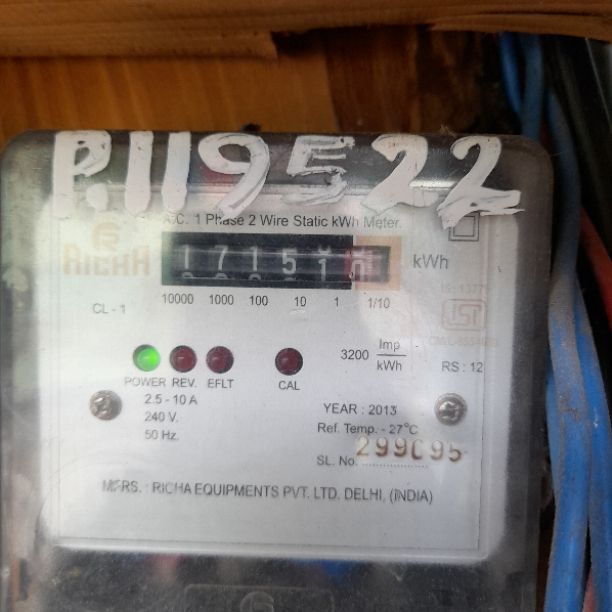 P.119522
A.C. 1 Phase 2 Wire Static kWh Meter.
RICHA
1 7 1 5 1 kWh
10000 1000 100 10 1 1/10
CL - 1
ISI
3200 Imp/kWh
RS : 12
POWER REV. EFLT CAL
2.5 - 10 A
240 V.
50 Hz.
YEAR : 2013
Ref. Temp. - 27°C
SL. No.
MFRS. : RICHA EQUIPMENTS PVT. LTD. DELHI, (INDIA)